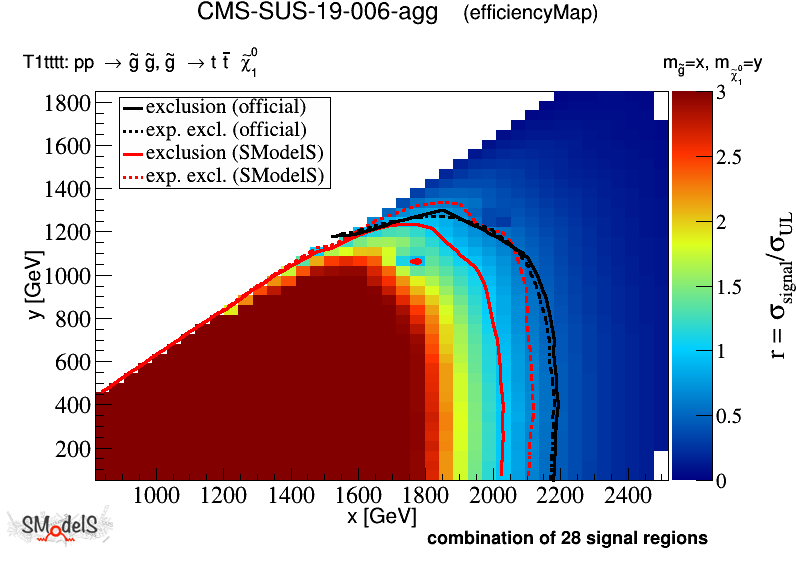 CMS-SUS-19-006-agg (efficiencyMap)
T1tttt: pp → g̃ g̃, g̃ → t t̄ χ̃⁰₁
m_g̃=x, m_χ̃⁰₁=y
exclusion (official)
exp. excl. (official)
exclusion (SModelS)
exp. excl. (SModelS)
1800
1600
1400
1200
1000
800
600
400
200
y [GeV]
1000 1200 1400 1600 1800 2000 2200 2400
x [GeV]
3
2.5
2
1.5
1
0.5
0
r = σ_signal/σ_UL
SModelS
combination of 28 signal regions